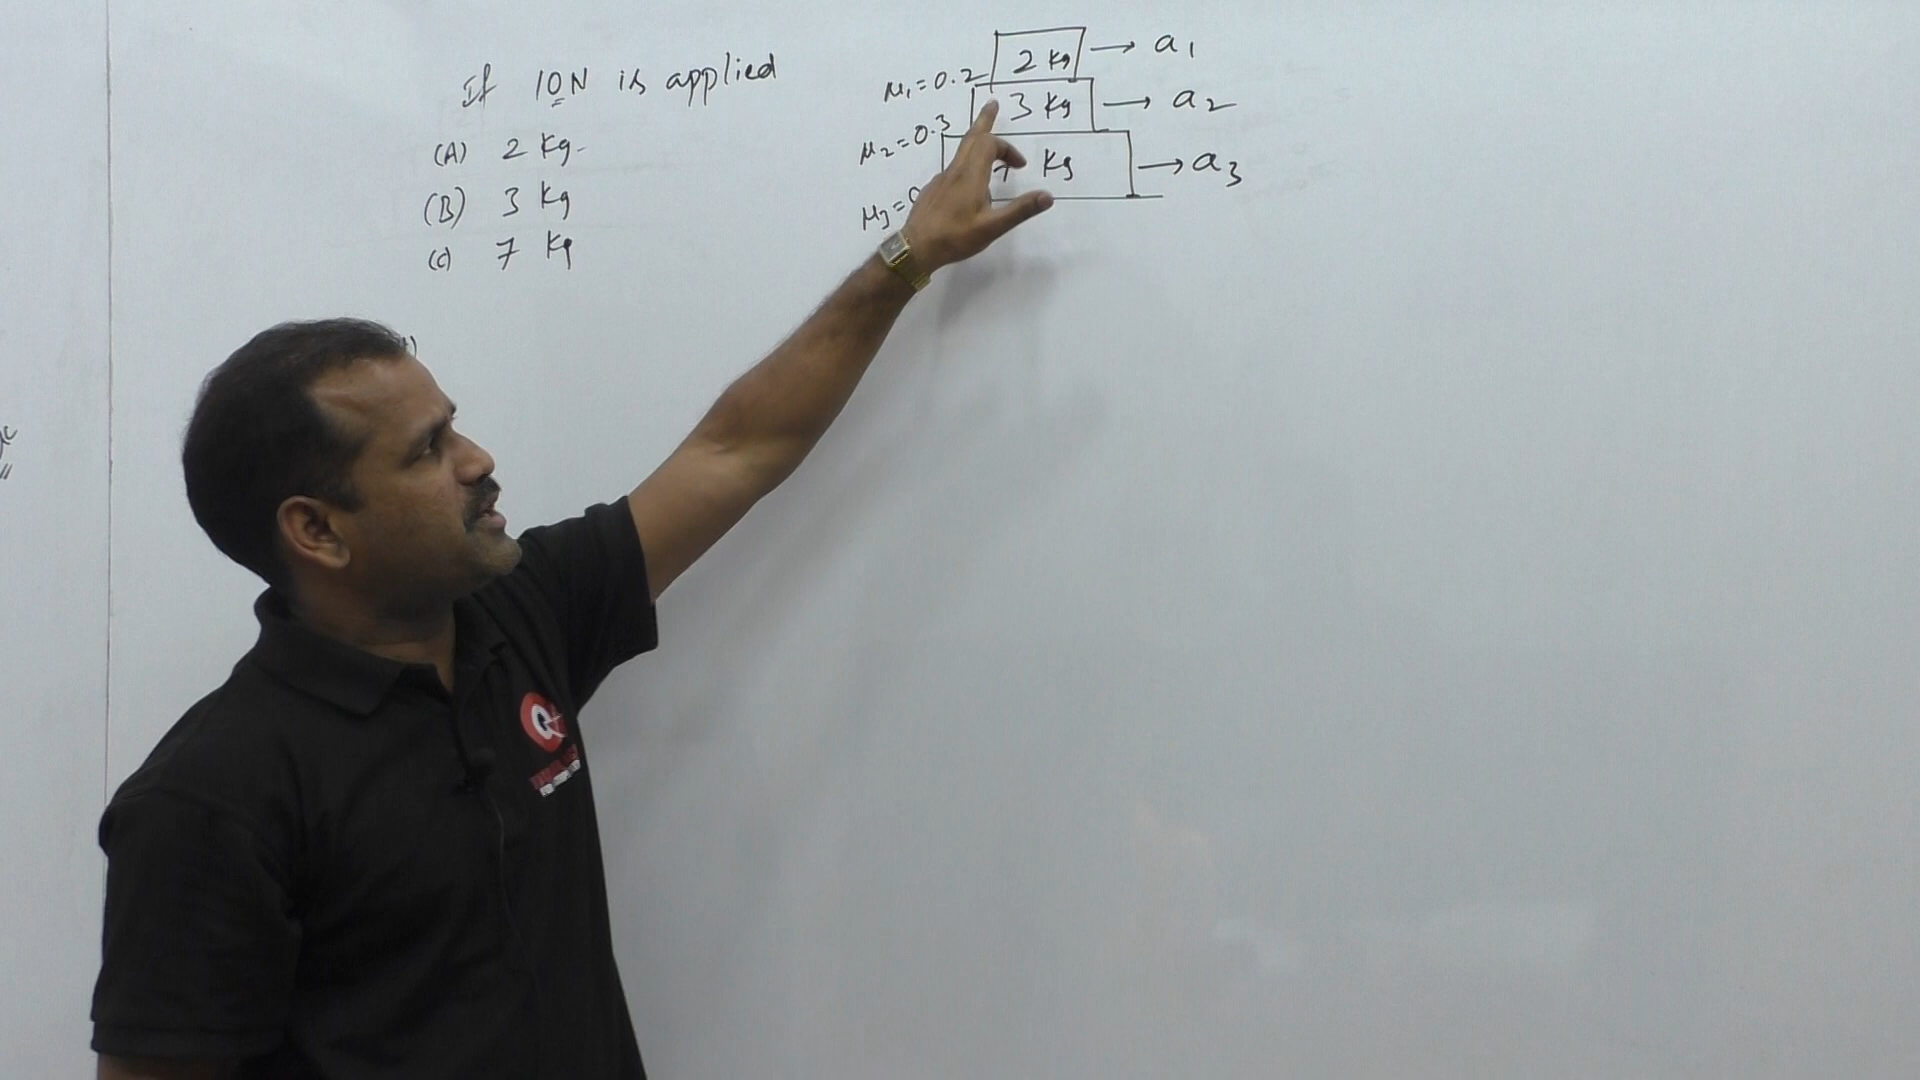 If 10N is applied
(A) 2 Kg
(B) 3 Kg
(C) 7 Kg
2 kg → a1
μ1 = 0.2
3 kg → a2
μ2 = 0.3
kg → a3
μ3 = 0
Q